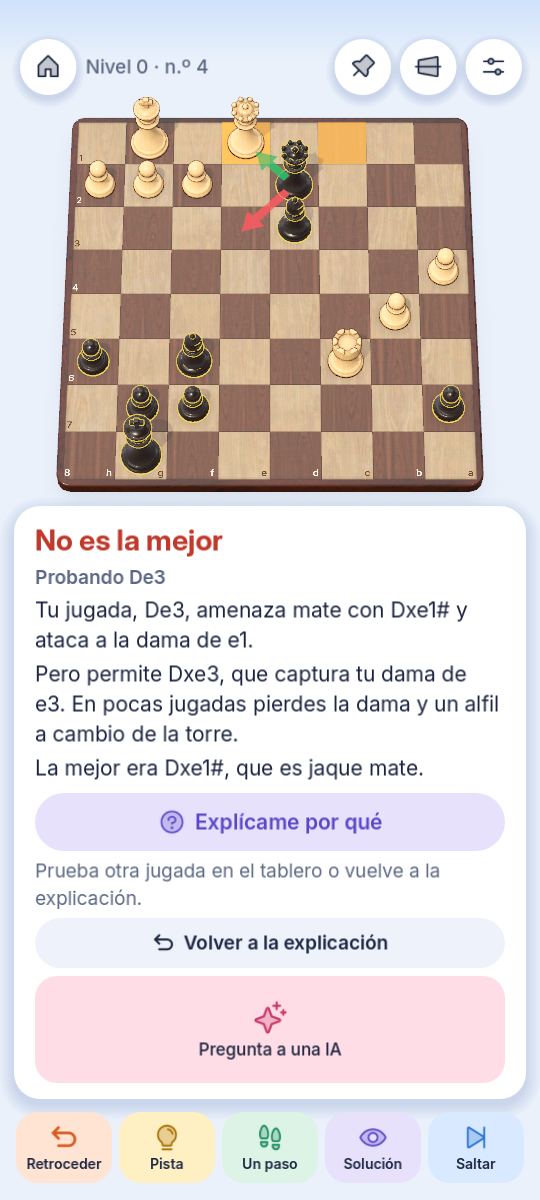 Nivel 0 · n.º 4
1
2
3
4
5
6
7
8 h g f e d c b a
No es la mejor
Probando De3
Tu jugada, De3, amenaza mate con Dxe1# y
ataca a la dama de e1.
Pero permite Dxe3, que captura tu dama de
e3. En pocas jugadas pierdes la dama y un alfil
a cambio de la torre.
La mejor era Dxe1#, que es jaque mate.
Explícame por qué
Prueba otra jugada en el tablero o vuelve a la
explicación.
Volver a la explicación
Pregunta a una IA
Retroceder Pista Un paso Solución Saltar